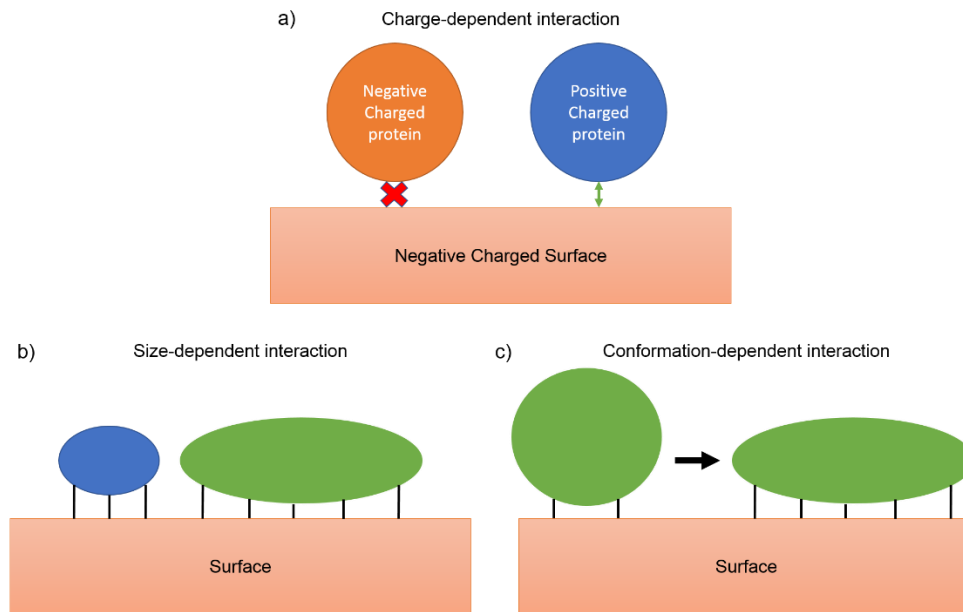 a)
Charge-dependent interaction
Negative
Charged
protein
Positive
Charged
protein
Negative Charged Surface
b)
Size-dependent interaction
Surface
c)
Conformation-dependent interaction
Surface